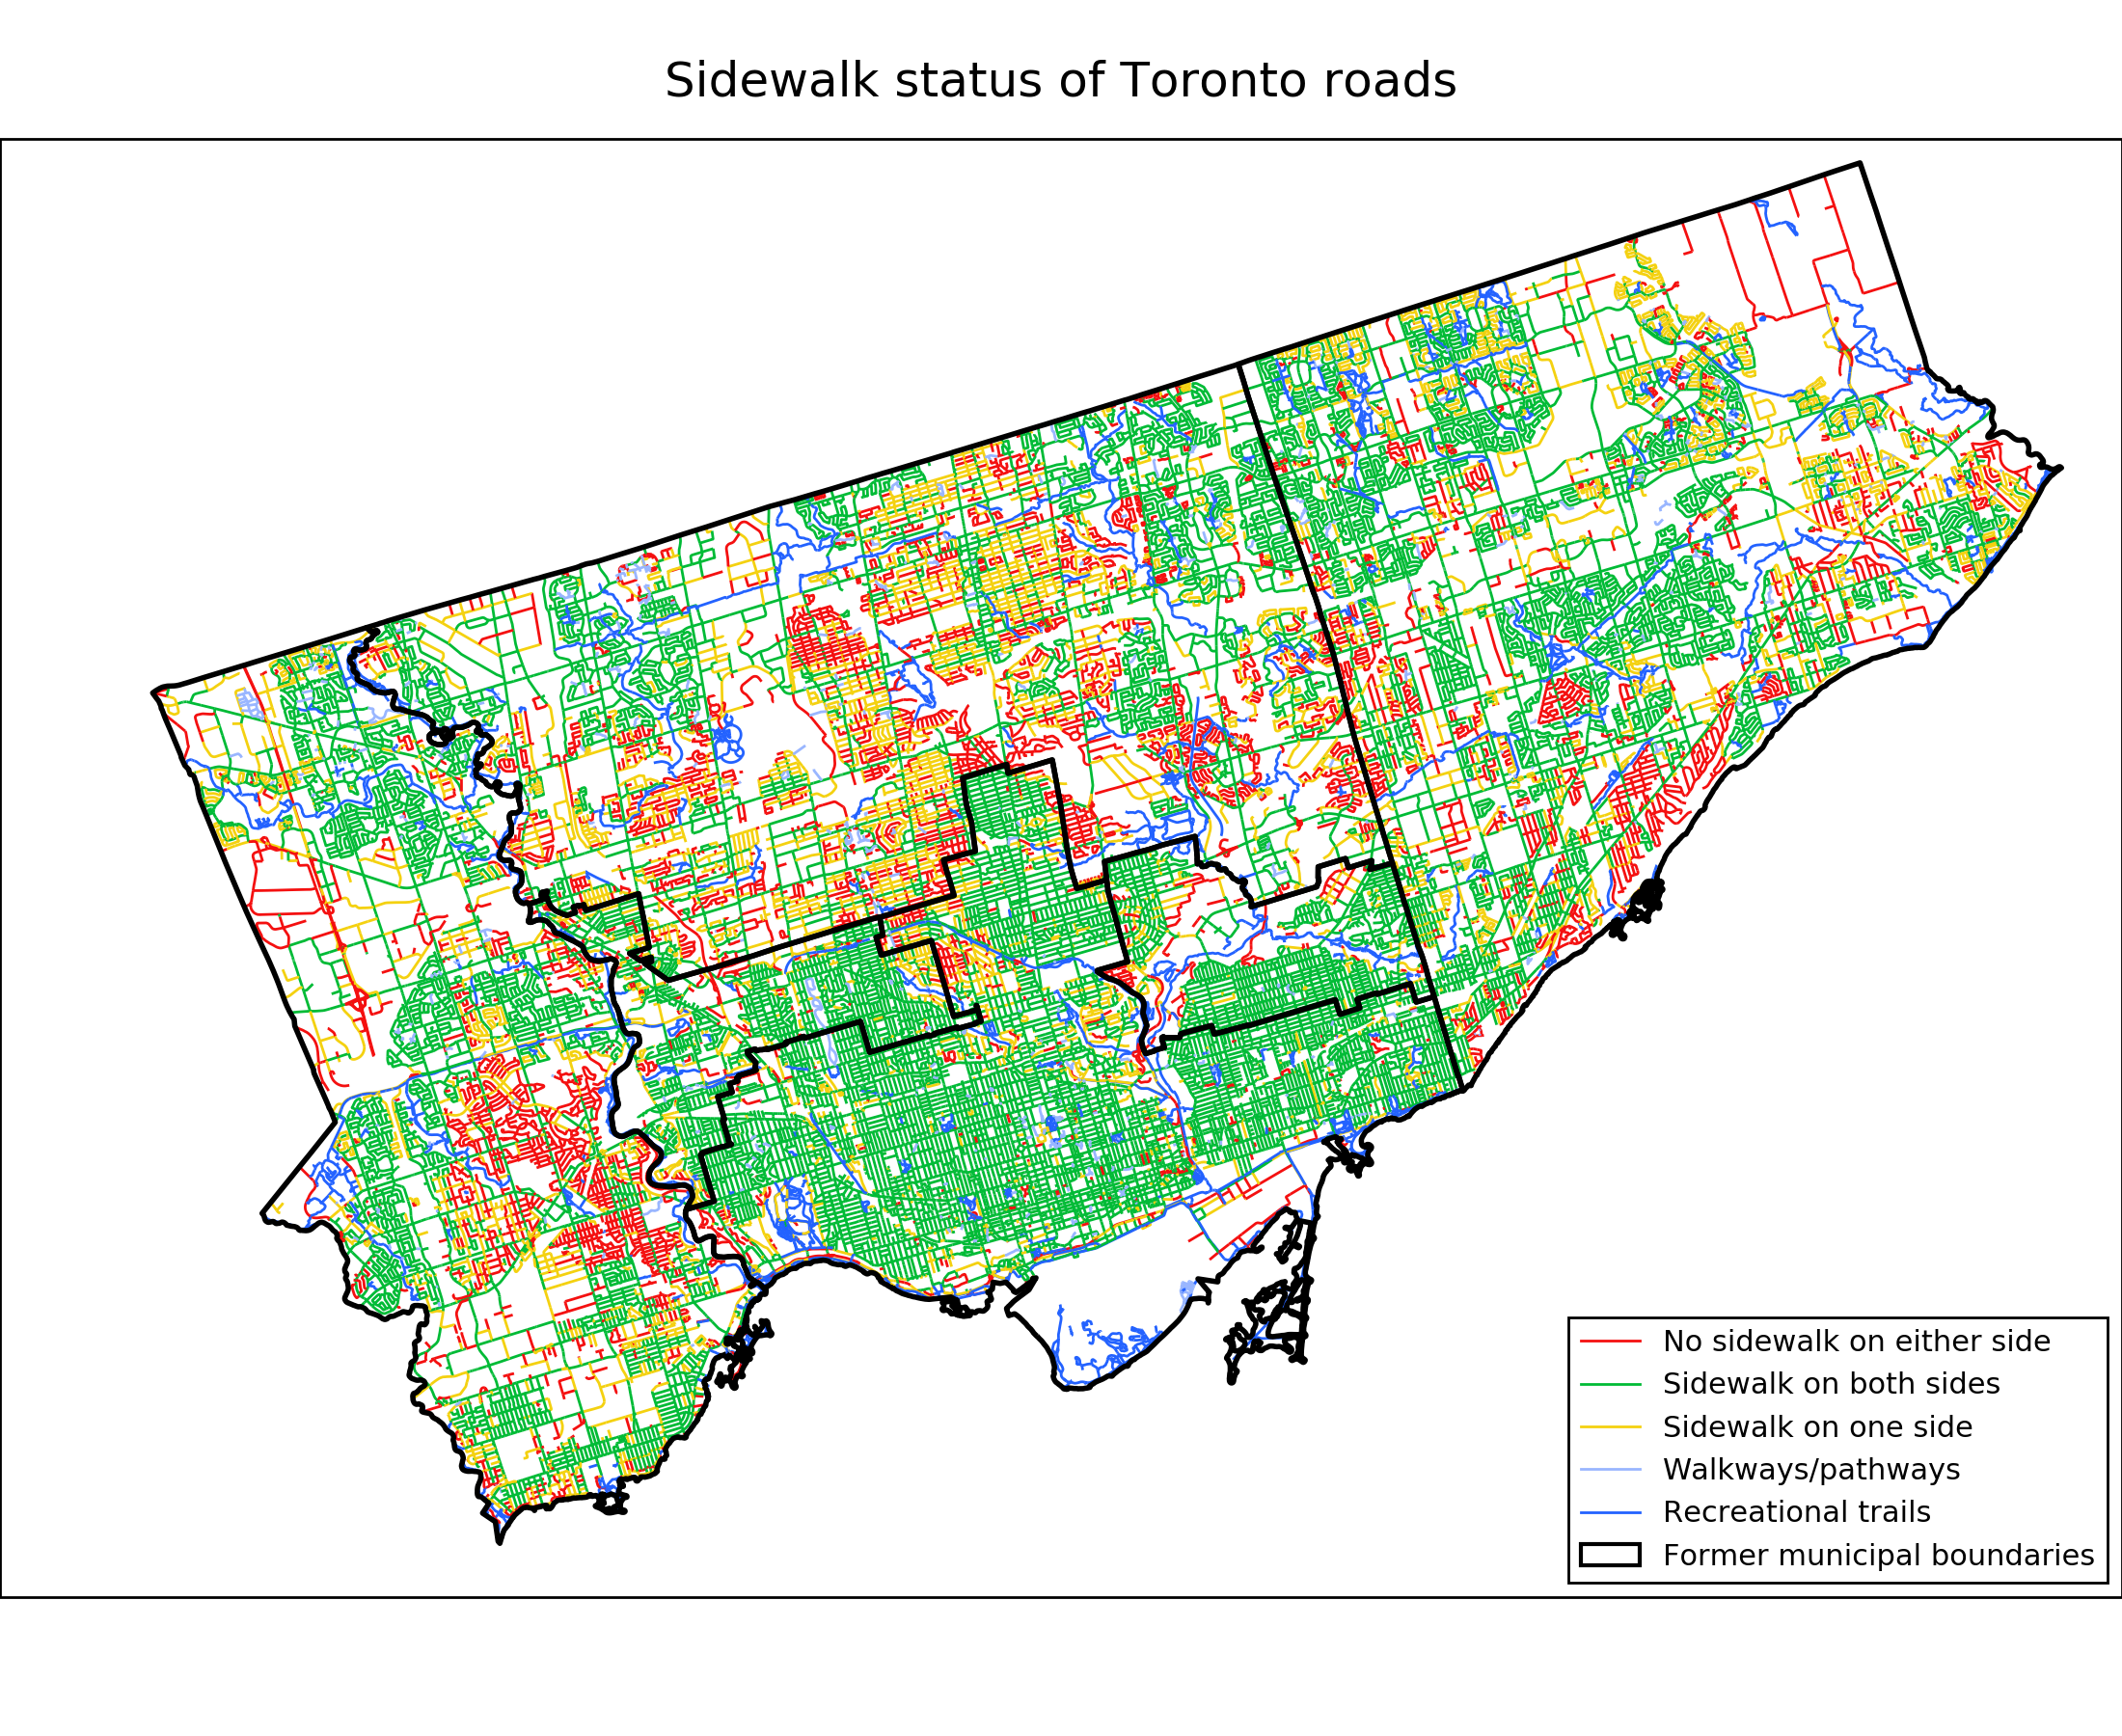 Sidewalk status of Toronto roads
No sidewalk on either side
Sidewalk on both sides
Sidewalk on one side
Walkways/pathways
Recreational trails
Former municipal boundaries